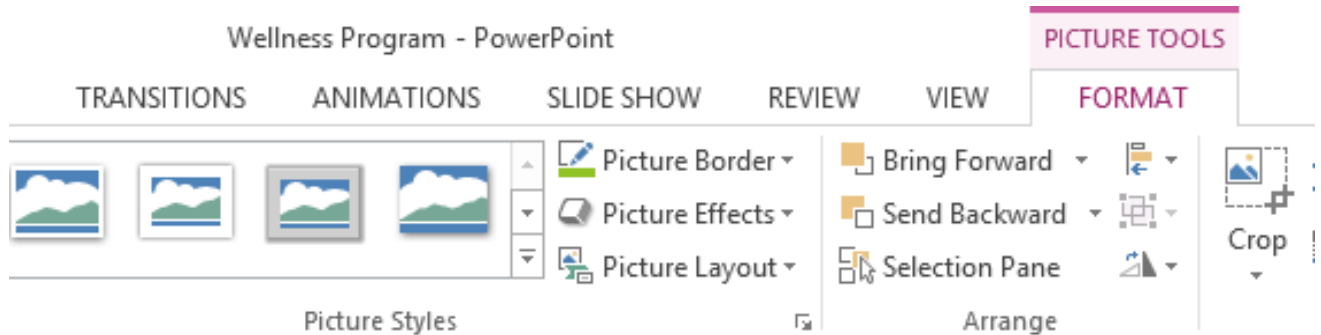 Wellness Program - PowerPoint
PICTURE TOOLS
TRANSITIONS ANIMATIONS SLIDE SHOW REVIEW VIEW FORMAT
Picture Border
Picture Effects
Picture Layout
Picture Styles
Bring Forward
Send Backward
Selection Pane
Arrange
Crop